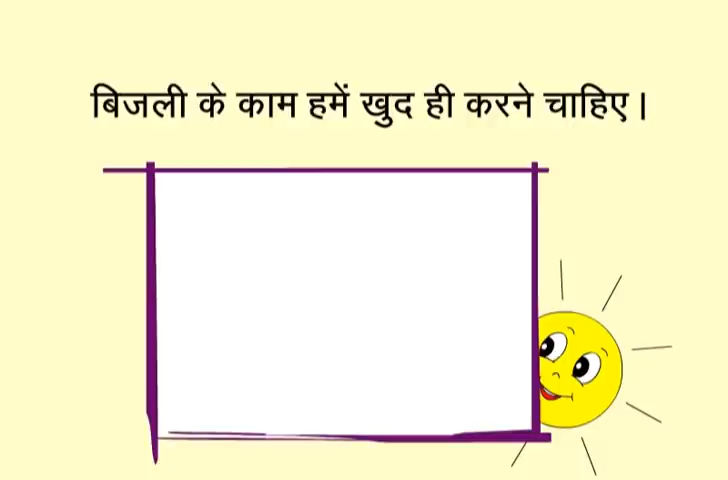 बिजली के काम हमें खुद ही करने चाहिए।